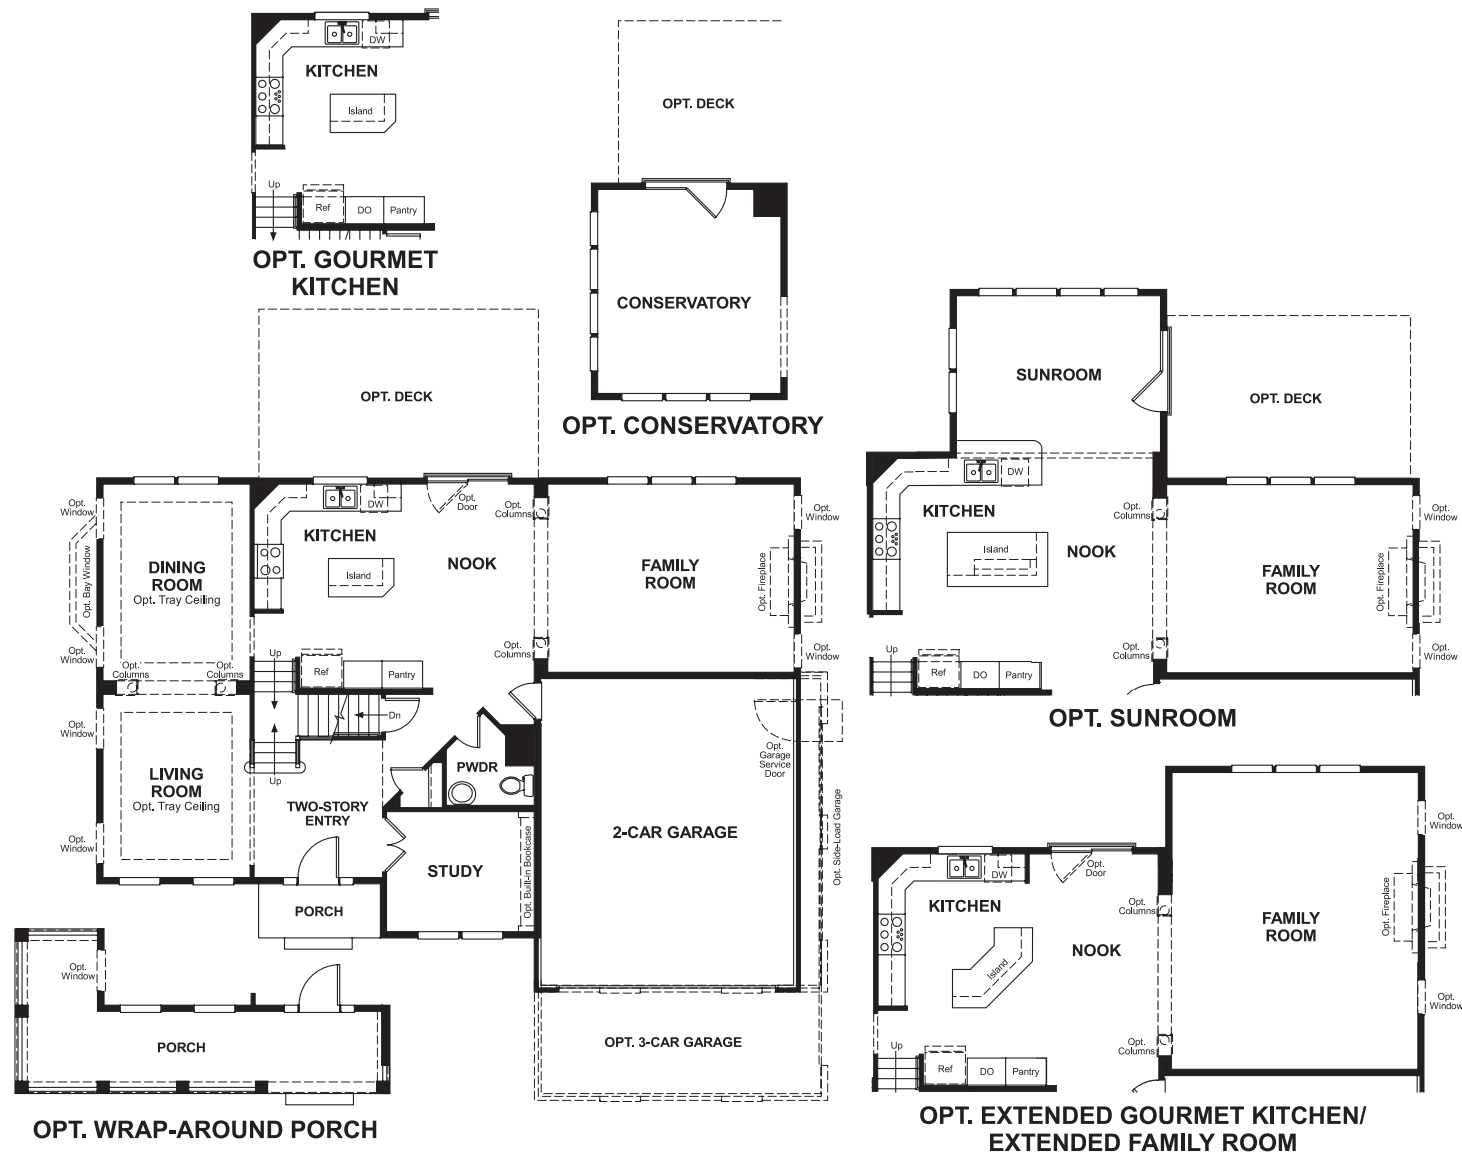 DW
KITCHEN
Island
Up
Ref
DO
Pantry
OPT. GOURMET
KITCHEN
OPT. DECK
CONSERVATORY
OPT. CONSERVATORY
OPT. DECK
Opt.
Window
Opt. Bay Window
DINING
ROOM
Opt. Tray Ceiling
Opt.
Window
Opt.
Columns
Opt.
Columns
DW
KITCHEN
Island
NOOK
Opt.
Door
Opt.
Columns
Opt.
Columns
FAMILY
ROOM
Opt. Fireplace
Opt.
Window
Opt.
Window
Up
Ref
Pantry
Dn
Up
Opt.
Window
LIVING
ROOM
Opt. Tray Ceiling
Opt.
Window
TWO-STORY
ENTRY
PWDR
STUDY
Opt. Built-in Bookcase
2-CAR GARAGE
Opt.
Garage
Service
Door
Opt. Side-Load Garage
PORCH
OPT. 3-CAR GARAGE
Opt.
Window
PORCH
OPT. WRAP-AROUND PORCH
SUNROOM
OPT. DECK
DW
KITCHEN
Island
NOOK
Opt.
Columns
Opt.
Columns
FAMILY
ROOM
Opt. Fireplace
Opt.
Window
Opt.
Window
Up
Ref
DO
Pantry
OPT. SUNROOM
DW
KITCHEN
Island
NOOK
Opt.
Door
Opt.
Columns
Opt.
Columns
FAMILY
ROOM
Opt. Fireplace
Opt.
Window
Opt.
Window
Up
Ref
DO
Pantry
OPT. EXTENDED GOURMET KITCHEN/
EXTENDED FAMILY ROOM